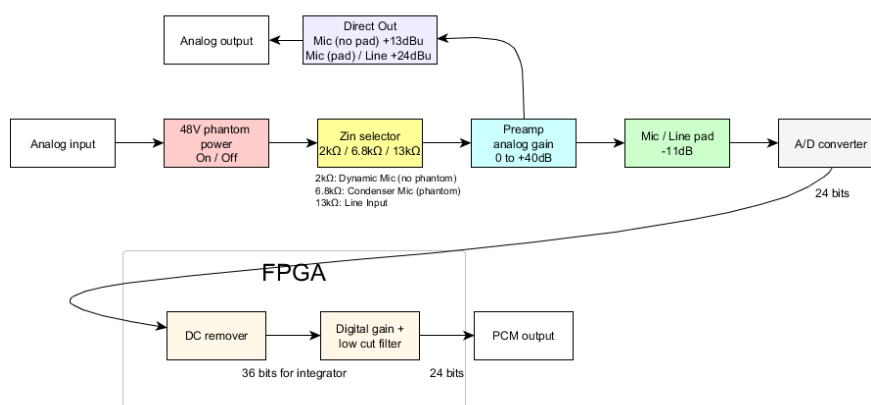 Analog output
Direct Out
Mic (no pad) +13dBu
Mic (pad) / Line +24dBu
Analog input
48V phantom
power
On / Off
Zin selector
2kΩ / 6.8kΩ / 13kΩ
Preamp
analog gain
0 to +40dB
Mic / Line pad
-11dB
A/D converter
2kΩ: Dynamic Mic (no phantom)
6.8kΩ: Condenser Mic (phantom)
13kΩ: Line Input
24 bits
FPGA
DC remover
Digital gain +
low cut filter
PCM output
36 bits for integrator
24 bits